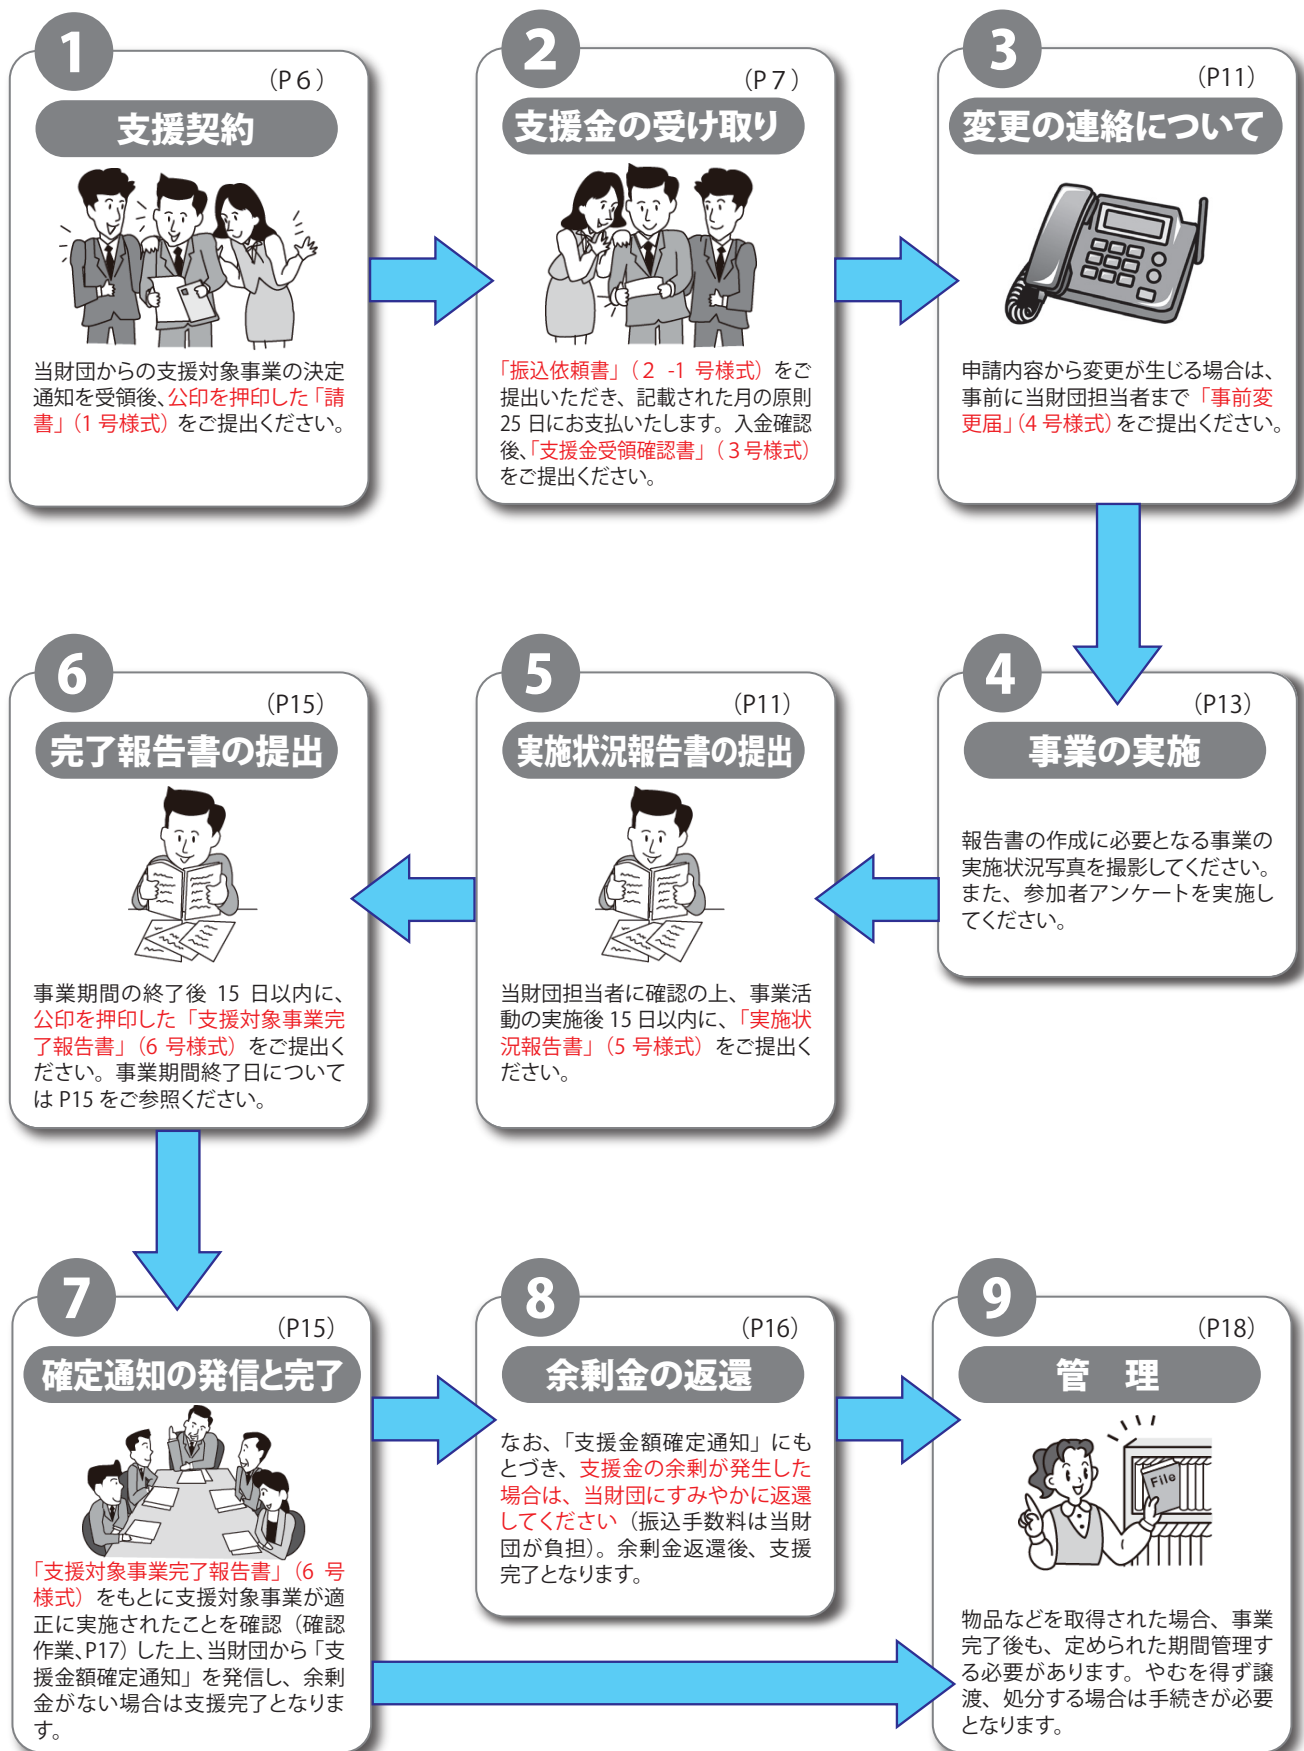 1
（P６）
支援契約
当財団からの支援対象事業の決定
通知を受領後、公印を押印した「請
書」（1 号様式）をご提出ください。
2
（P７）
支援金の受け取り
「振込依頼書」（２ -1 号様式）をご
提出いただき、記載された月の原則
25 日にお支払いたします。入金確認
後、「支援金受領確認書」（３号様式）
をご提出ください。
3
（P11）
変更の連絡について
申請内容から変更が生じる場合は、
事前に当財団担当者まで「事前変
更届」（４号様式）をご提出ください。
4
（P13）
事業の実施
報告書の作成に必要となる事業の
実施状況写真を撮影してください。
また、参加者アンケートを実施し
てください。
5
（P11）
実施状況報告書の提出
当財団担当者に確認の上、事業活
動の実施後 15 日以内に、「実施状
況報告書」（５号様式）をご提出く
ださい。
6
（P15）
完了報告書の提出
事業期間の終了後 15 日以内に、
公印を押印した「支援対象事業完
了報告書」（6 号様式）をご提出く
ださい。事業期間終了日について
は P15 をご参照ください。
7
（P15）
確定通知の発信と完了
「支援対象事業完了報告書」（6 号
様式）をもとに支援対象事業が適
正に実施されたことを確認（確認
作業、P17）した上、当財団から「支
援金額確定通知」を発信し、余剰
金がない場合は支援完了となりま
す。
8
（P16）
余剰金の返還
なお、「支援金額確定通知」にも
とづき、支援金の余剰が発生した
場合は、当財団にすみやかに返還
してください（振込手数料は当財
団が負担）。余剰金返還後、支援
完了となります。
9
（P18）
管　理
File
物品などを取得された場合、事業
完了後も、定められた期間管理す
る必要があります。やむを得ず譲
渡、処分する場合は手続きが必要
となります。